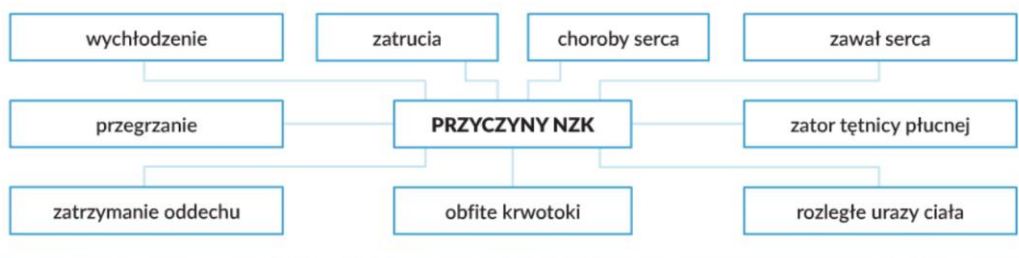 wychłodzenie
zatrucia
choroby serca
zawał serca
przegrzanie
PRZYCZYNY NZK
zator tętnicy płucnej
zatrzymanie oddechu
obfite krwotoki
rozległe urazy ciała